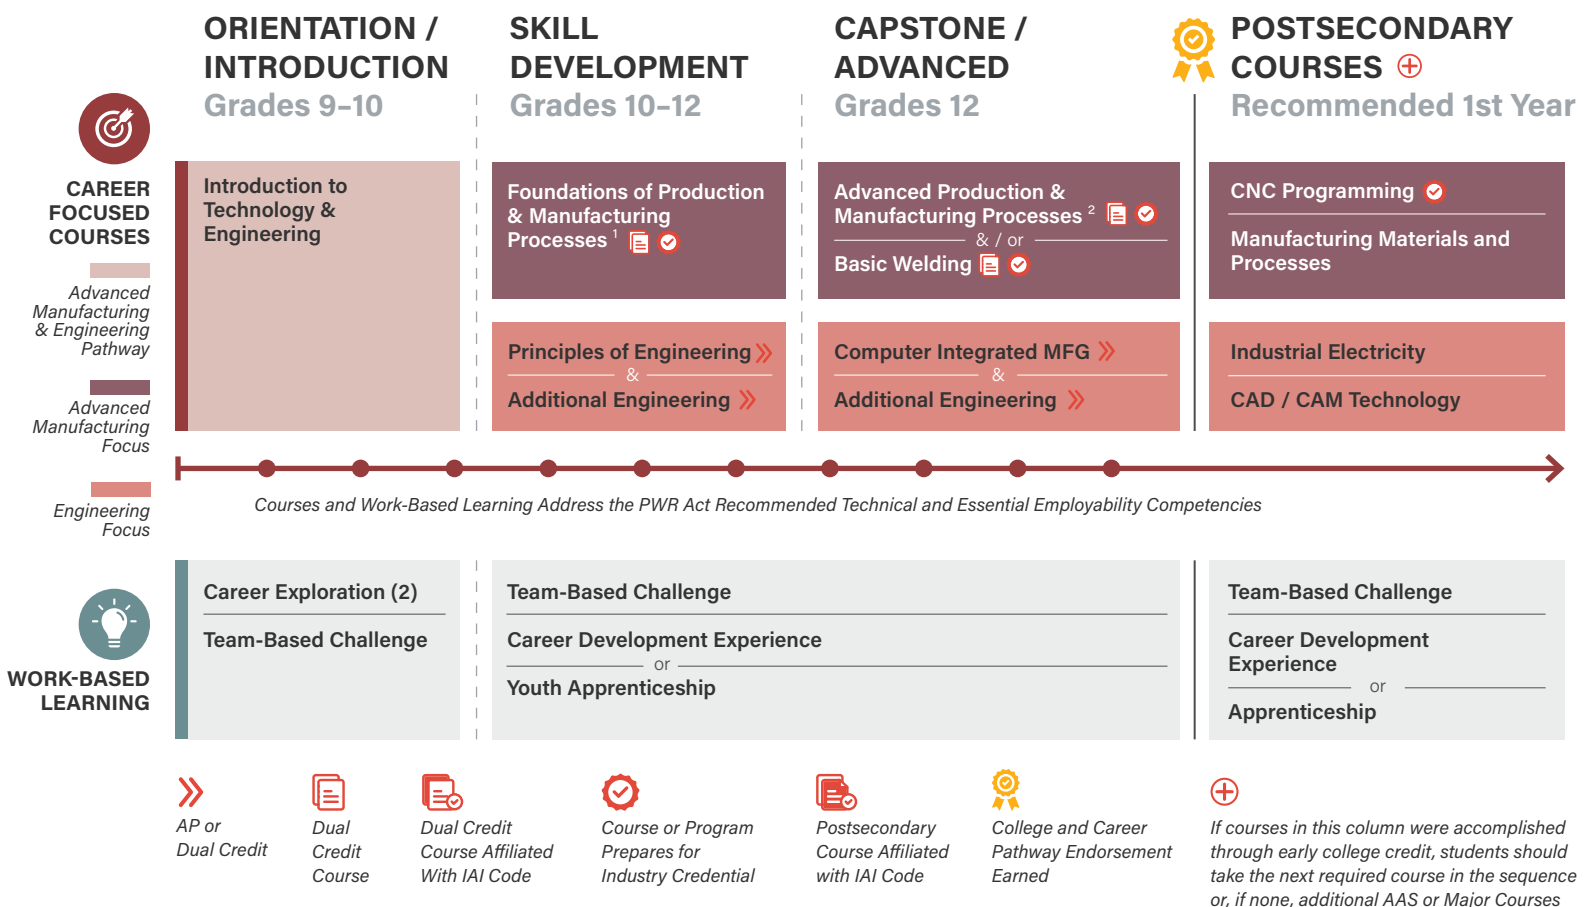 ORIENTATION /
INTRODUCTION
Grades 9–10
SKILL
DEVELOPMENT
Grades 10–12
CAPSTONE /
ADVANCED
Grades 12
POSTSECONDARY
COURSES
Recommended 1st Year
CAREER
FOCUSED
COURSES
Advanced
Manufacturing
& Engineering
Pathway
Advanced
Manufacturing
Focus
Engineering
Focus
Introduction to
Technology &
Engineering
Foundations of Production
& Manufacturing
Processes 1
Principles of Engineering
&
Additional Engineering
Advanced Production &
Manufacturing Processes 2
& / or
Basic Welding
Computer Integrated MFG
&
Additional Engineering
CNC Programming
Manufacturing Materials and
Processes
Industrial Electricity
CAD / CAM Technology
Courses and Work-Based Learning Address the PWR Act Recommended Technical and Essential Employability Competencies
WORK-BASED
LEARNING
Career Exploration (2)
Team-Based Challenge
Team-Based Challenge
Career Development Experience
or
Youth Apprenticeship
Team-Based Challenge
Career Development
Experience
or
Apprenticeship
AP or
Dual Credit
Dual
Credit
Course
Dual Credit
Course Affiliated
With IAI Code
Course or Program
Prepares for
Industry Credential
Postsecondary
Course Affiliated
with IAI Code
College and Career
Pathway Endorsement
Earned
If courses in this column were accomplished
through early college credit, students should
take the next required course in the sequence
or, if none, additional AAS or Major Courses